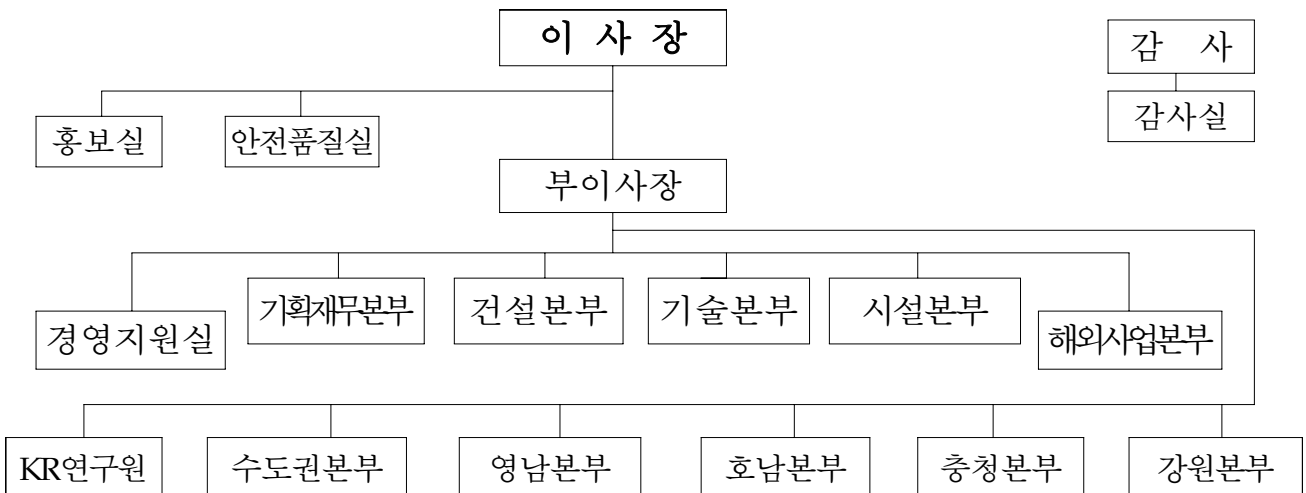 이 사 장
감 사
감사실
홍보실
안전품질실
부이사장
경영지원실
기획재무본부
건설본부
기술본부
시설본부
해외사업본부
KR연구원
수도권본부
영남본부
호남본부
충청본부
강원본부